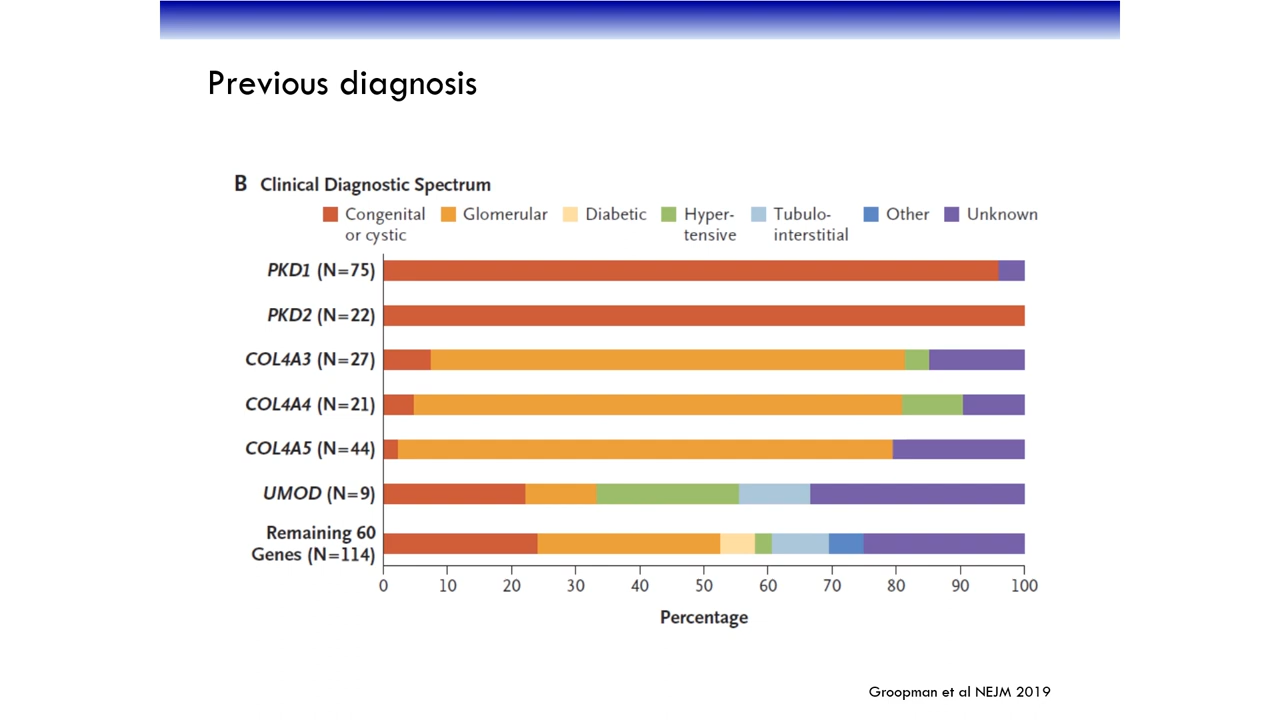 Previous diagnosis
B Clinical Diagnostic Spectrum
Congenital or cystic
Glomerular
Diabetic
Hyper-
tensive
Tubulo-
interstitial
Other
Unknown
PKD1 (N=75)
PKD2 (N=22)
COL4A3 (N=27)
COL4A4 (N=21)
COL4A5 (N=44)
UMOD (N=9)
Remaining 60
Genes (N=114)
0 10 20 30 40 50 60 70 80 90 100
Percentage
Groopman et al NEJM 2019